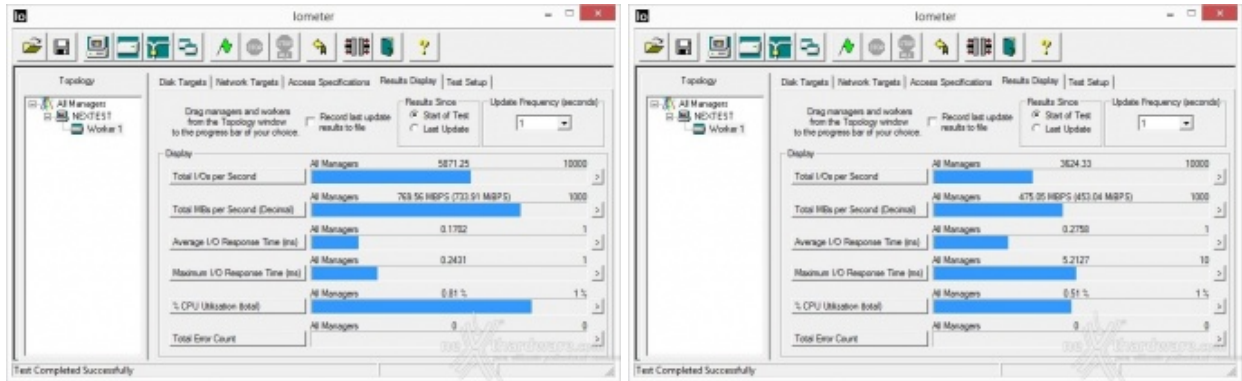 Iometer
Topology
All Managers
NEXTEST
Worker 1
Disk Targets | Network Targets | Access Specifications | Results Display | Test Setup
Drag managers and workers
from the Topology window
to the progress bar of your choice.
Record last update
results to file
Results Since
Start of Test
Last Update
Update Frequency (seconds)
1
Display
All Managers 5871.25 10000
Total I/Os per Second
All Managers 769.56 MBPS (733.91 MiBPS) 1000
Total MBs per Second (Decimal)
All Managers 0.1702 1
Average I/O Response Time (ms)
All Managers 0.2431 1
Maximum I/O Response Time (ms)
All Managers 0.81 % 1 %
% CPU Utilization (total)
All Managers 0 0
Total Error Count
Test Completed Successfully
Iometer
Topology
All Managers
NEXTEST
Worker 1
Disk Targets | Network Targets | Access Specifications | Results Display | Test Setup
Drag managers and workers
from the Topology window
to the progress bar of your choice.
Record last update
results to file
Results Since
Start of Test
Last Update
Update Frequency (seconds)
1
Display
All Managers 3624.33 10000
Total I/Os per Second
All Managers 475.05 MBPS (453.04 MiBPS) 1000
Total MBs per Second (Decimal)
All Managers 0.2758 1
Average I/O Response Time (ms)
All Managers 5.2127 10
Maximum I/O Response Time (ms)
All Managers 0.51 % 1 %
% CPU Utilization (total)
All Managers 0 0
Total Error Count
Test Completed Successfully